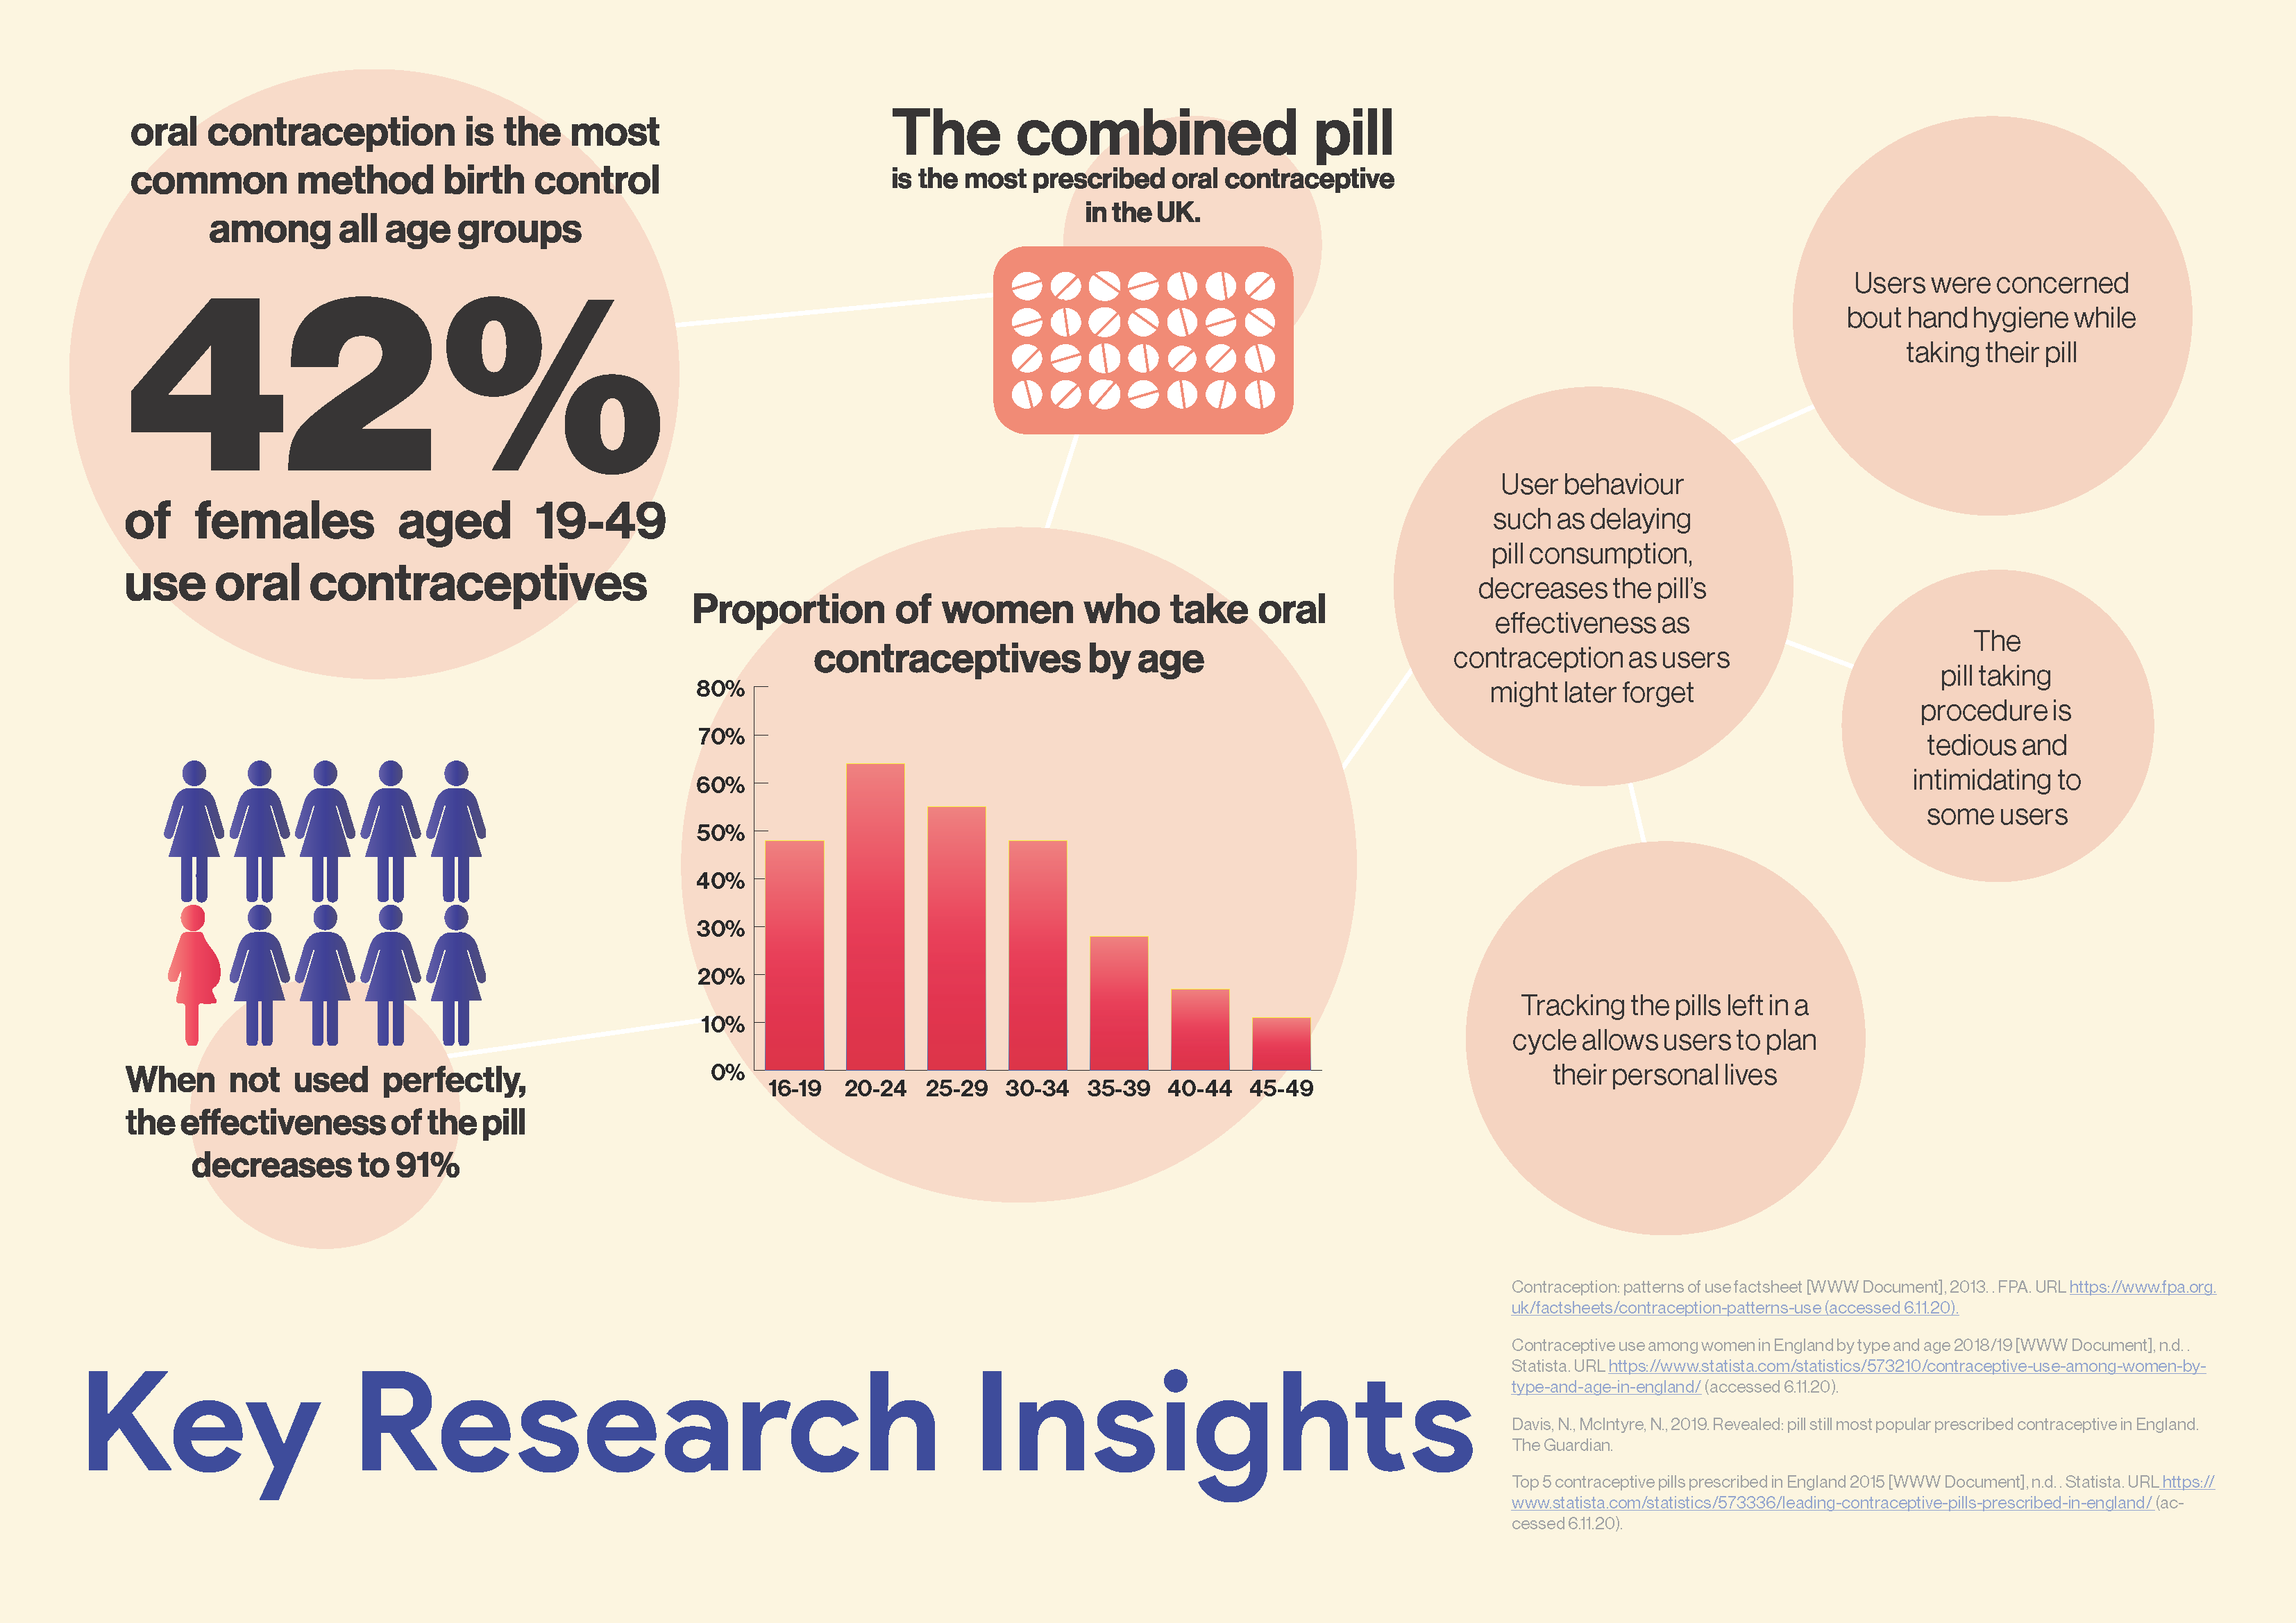 oral contraception is the most
common method birth control
among all age groups
42%
of females aged 19-49
use oral contraceptives
The combined pill
is the most prescribed oral contraceptive
in the UK.
Users were concerned
bout hand hygiene while
taking their pill
User behaviour
such as delaying
pill consumption,
decreases the pill's
effectiveness as
contraception as users
might later forget
The
pill taking
procedure is
tedious and
intimidating to
some users
Tracking the pills left in a
cycle allows users to plan
their personal lives
Proportion of women who take oral
contraceptives by age
80%
70%
60%
50%
40%
30%
20%
10%
0%
16-19 20-24 25-29 30-34 35-39 40-44 45-49
When not used perfectly,
the effectiveness of the pill
decreases to 91%
Key Research Insights
Contraception: patterns of use factsheet [WWW Document], 2013. . FPA. URL https://www.fpa.org.
uk/factsheets/contraception-patterns-use (accessed 6.11.20).
Contraceptive use among women in England by type and age 2018/19 [WWW Document], n.d. .
Statista. URL https://www.statista.com/statistics/573210/contraceptive-use-among-women-by-
type-and-age-in-england/ (accessed 6.11.20).
Davis, N., McIntyre, N., 2019. Revealed: pill still most popular prescribed contraceptive in England.
The Guardian.
Top 5 contraceptive pills prescribed in England 2015 [WWW Document], n.d. . Statista. URL https://
www.statista.com/statistics/573336/leading-contraceptive-pills-prescribed-in-england/ (ac-
cessed 6.11.20).